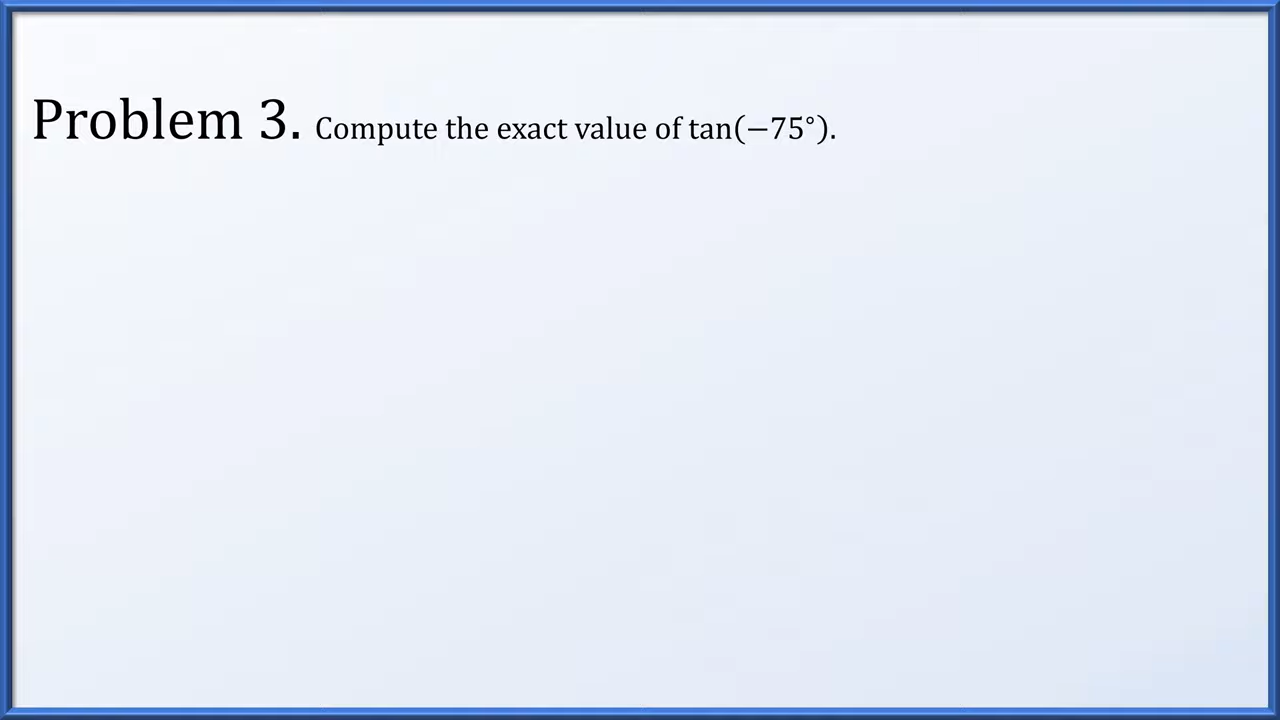 Problem 3. Compute the exact value of tan(−75°).